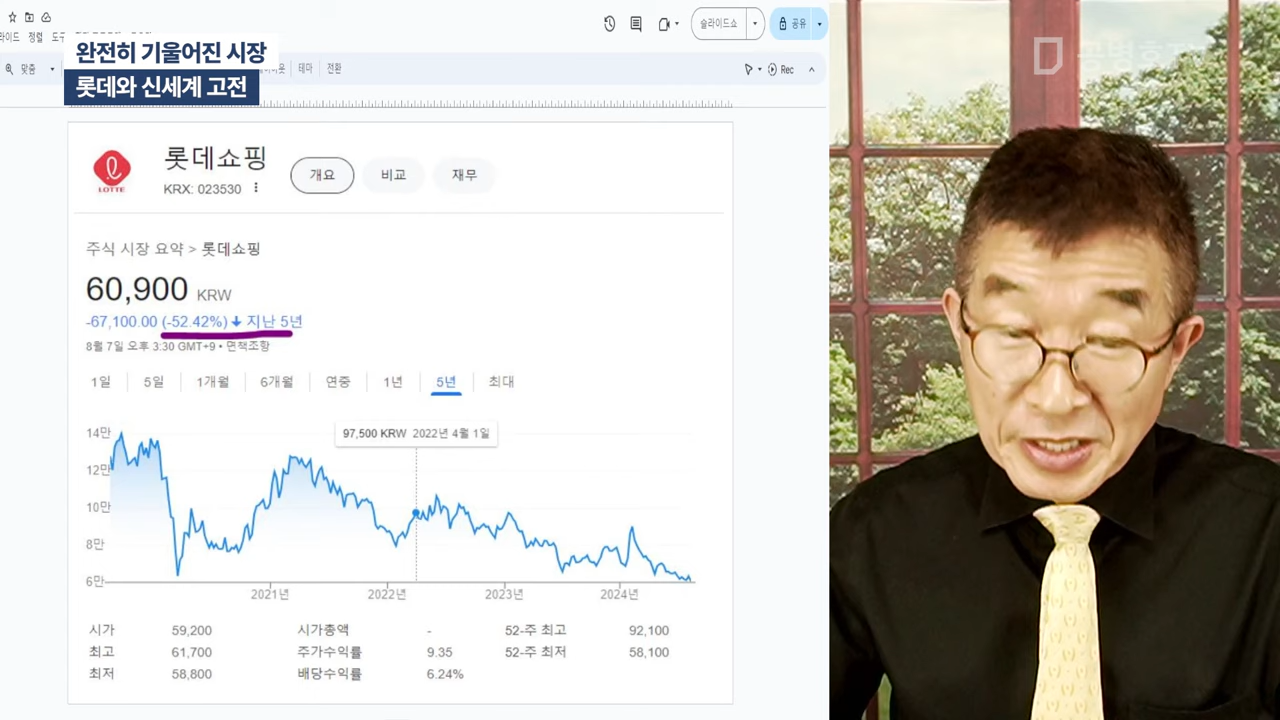 완전히 기울어진 시장
롯데와 신세계 고전
슬라이드쇼
공유
정렬
맞춤
테마
전환
Rec
LOTTE
롯데쇼핑
KRX: 023530
개요
비교
재무
주식 시장 요약 > 롯데쇼핑
60,900 KRW
-67,100.00 (-52.42%) ↓ 지난 5년
8월 7일 오후 3:30 GMT+9 • 면책조항
1일 5일 1개월 6개월 연중 1년 5년 최대
97,500 KRW 2022년 4월 1일
14만
12만
10만
8만
6만
2021년 2022년 2023년 2024년
시가 59,200 시가총액 - 52-주 최고 92,100
최고 61,700 주가수익률 9.35 52-주 최저 58,100
최저 58,800 배당수익률 6.24%